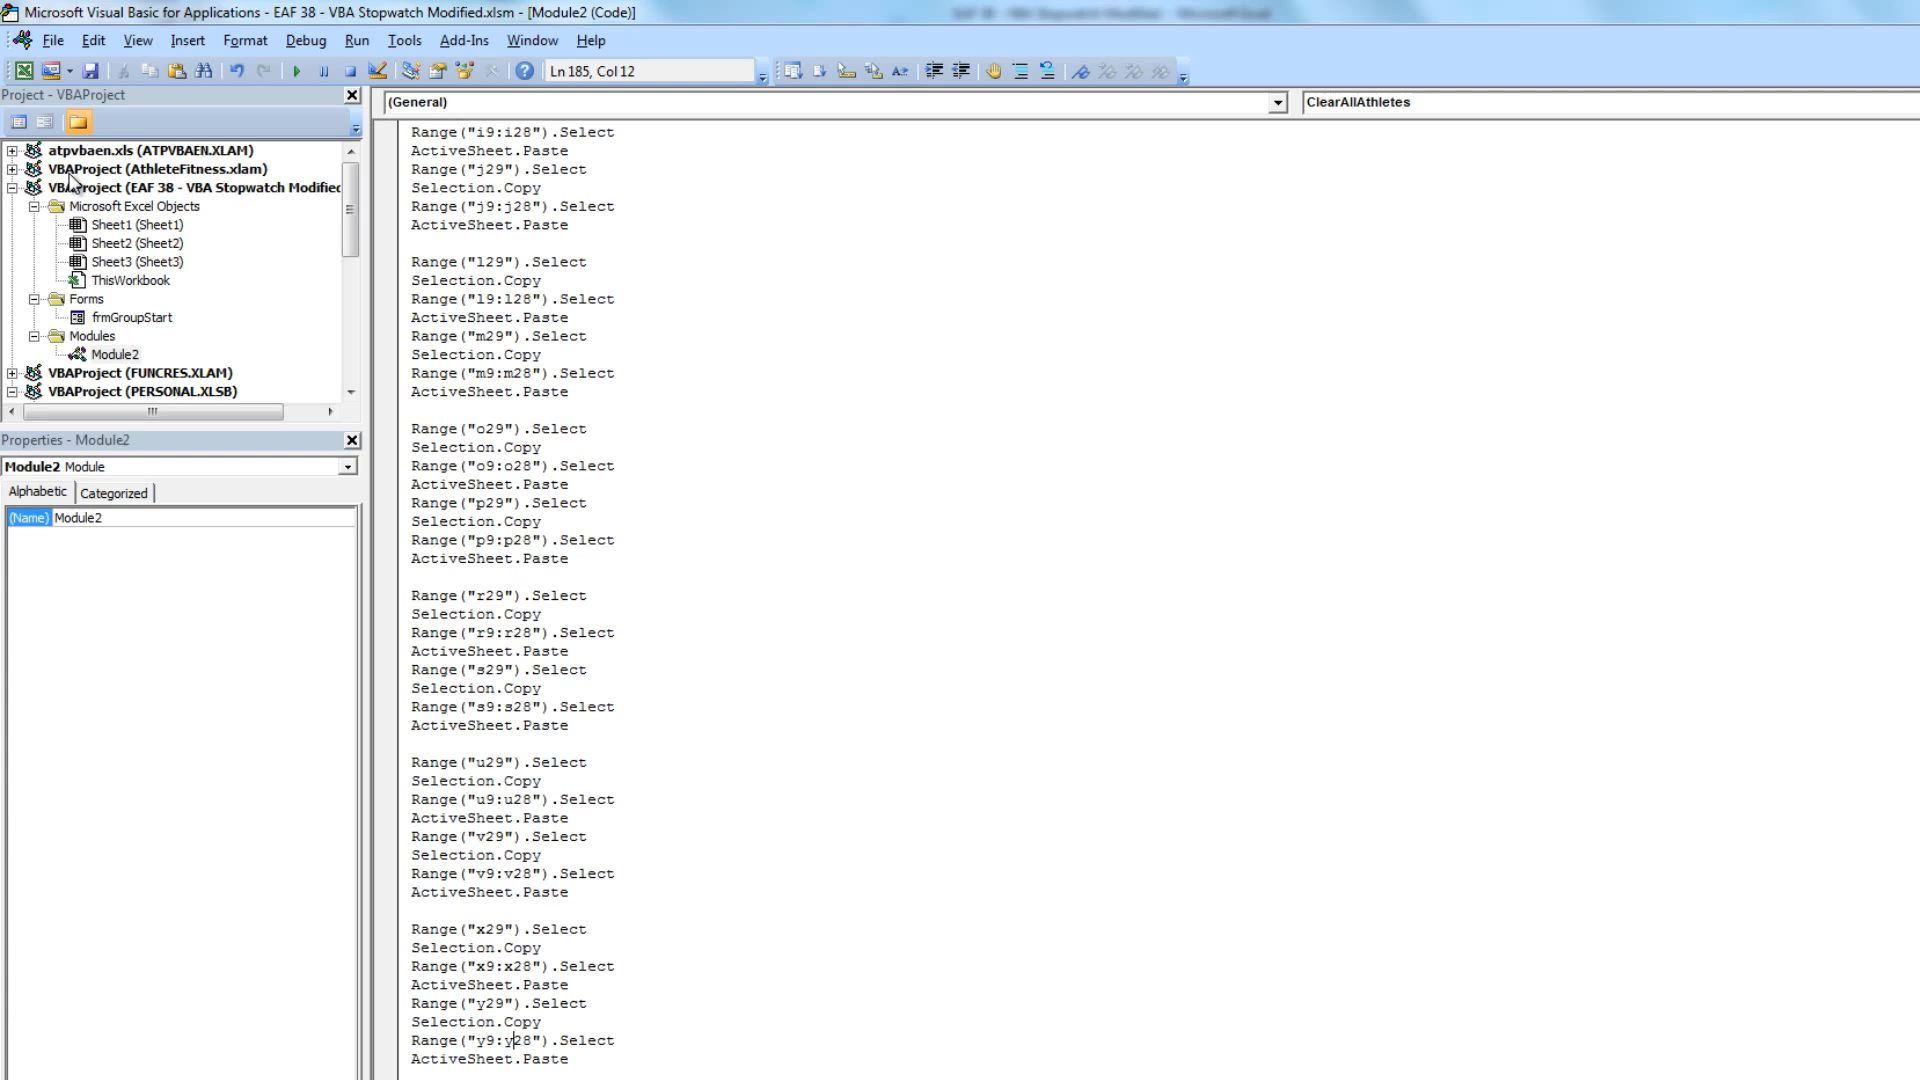 Microsoft Visual Basic for Applications - EAF 38 - VBA Stopwatch Modified.xlsm - [Module2 (Code)]
File Edit View Insert Format Debug Run Tools Add-Ins Window Help
Ln 185, Col 12
Project - VBAProject
atpvbaen.xls (ATPVBAEN.XLAM)
VBAProject (AthleteFitness.xlam)
VBAProject (EAF 38 - VBA Stopwatch Modified
Microsoft Excel Objects
Sheet1 (Sheet1)
Sheet2 (Sheet2)
Sheet3 (Sheet3)
ThisWorkbook
Forms
frmGroupStart
Modules
Module2
VBAProject (FUNCRES.XLAM)
VBAProject (PERSONAL.XLSB)
Properties - Module2
Module2 Module
Alphabetic Categorized
(Name) Module2
(General) ClearAllAthletes
Range("i9:i28").Select
ActiveSheet.Paste
Range("j29").Select
Selection.Copy
Range("j9:j28").Select
ActiveSheet.Paste
Range("l29").Select
Selection.Copy
Range("l9:l28").Select
ActiveSheet.Paste
Range("m29").Select
Selection.Copy
Range("m9:m28").Select
ActiveSheet.Paste
Range("o29").Select
Selection.Copy
Range("o9:o28").Select
ActiveSheet.Paste
Range("p29").Select
Selection.Copy
Range("p9:p28").Select
ActiveSheet.Paste
Range("r29").Select
Selection.Copy
Range("r9:r28").Select
ActiveSheet.Paste
Range("s29").Select
Selection.Copy
Range("s9:s28").Select
ActiveSheet.Paste
Range("u29").Select
Selection.Copy
Range("u9:u28").Select
ActiveSheet.Paste
Range("v29").Select
Selection.Copy
Range("v9:v28").Select
ActiveSheet.Paste
Range("x29").Select
Selection.Copy
Range("x9:x28").Select
ActiveSheet.Paste
Range("y29").Select
Selection.Copy
Range("y9:y28").Select
ActiveSheet.Paste